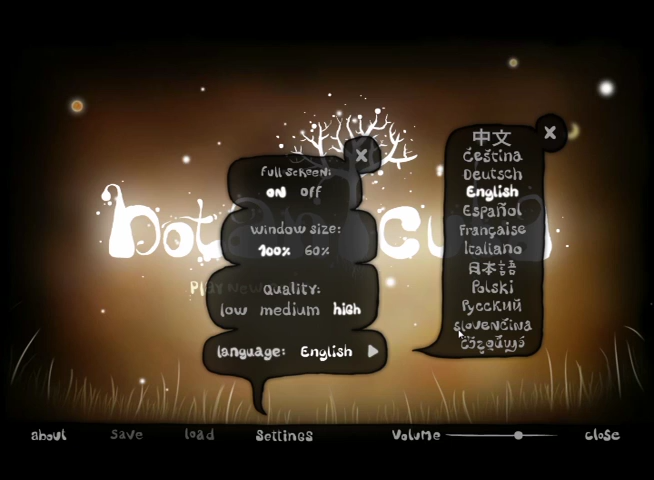 full screen:
ON Off
window size:
100% 60%
quality:
low medium high
language: English
中文
Čeština
Deutsch
English
Español
Française
Italiano
日本語
Polski
Русский
slovenčina
about save load Settings Volume close